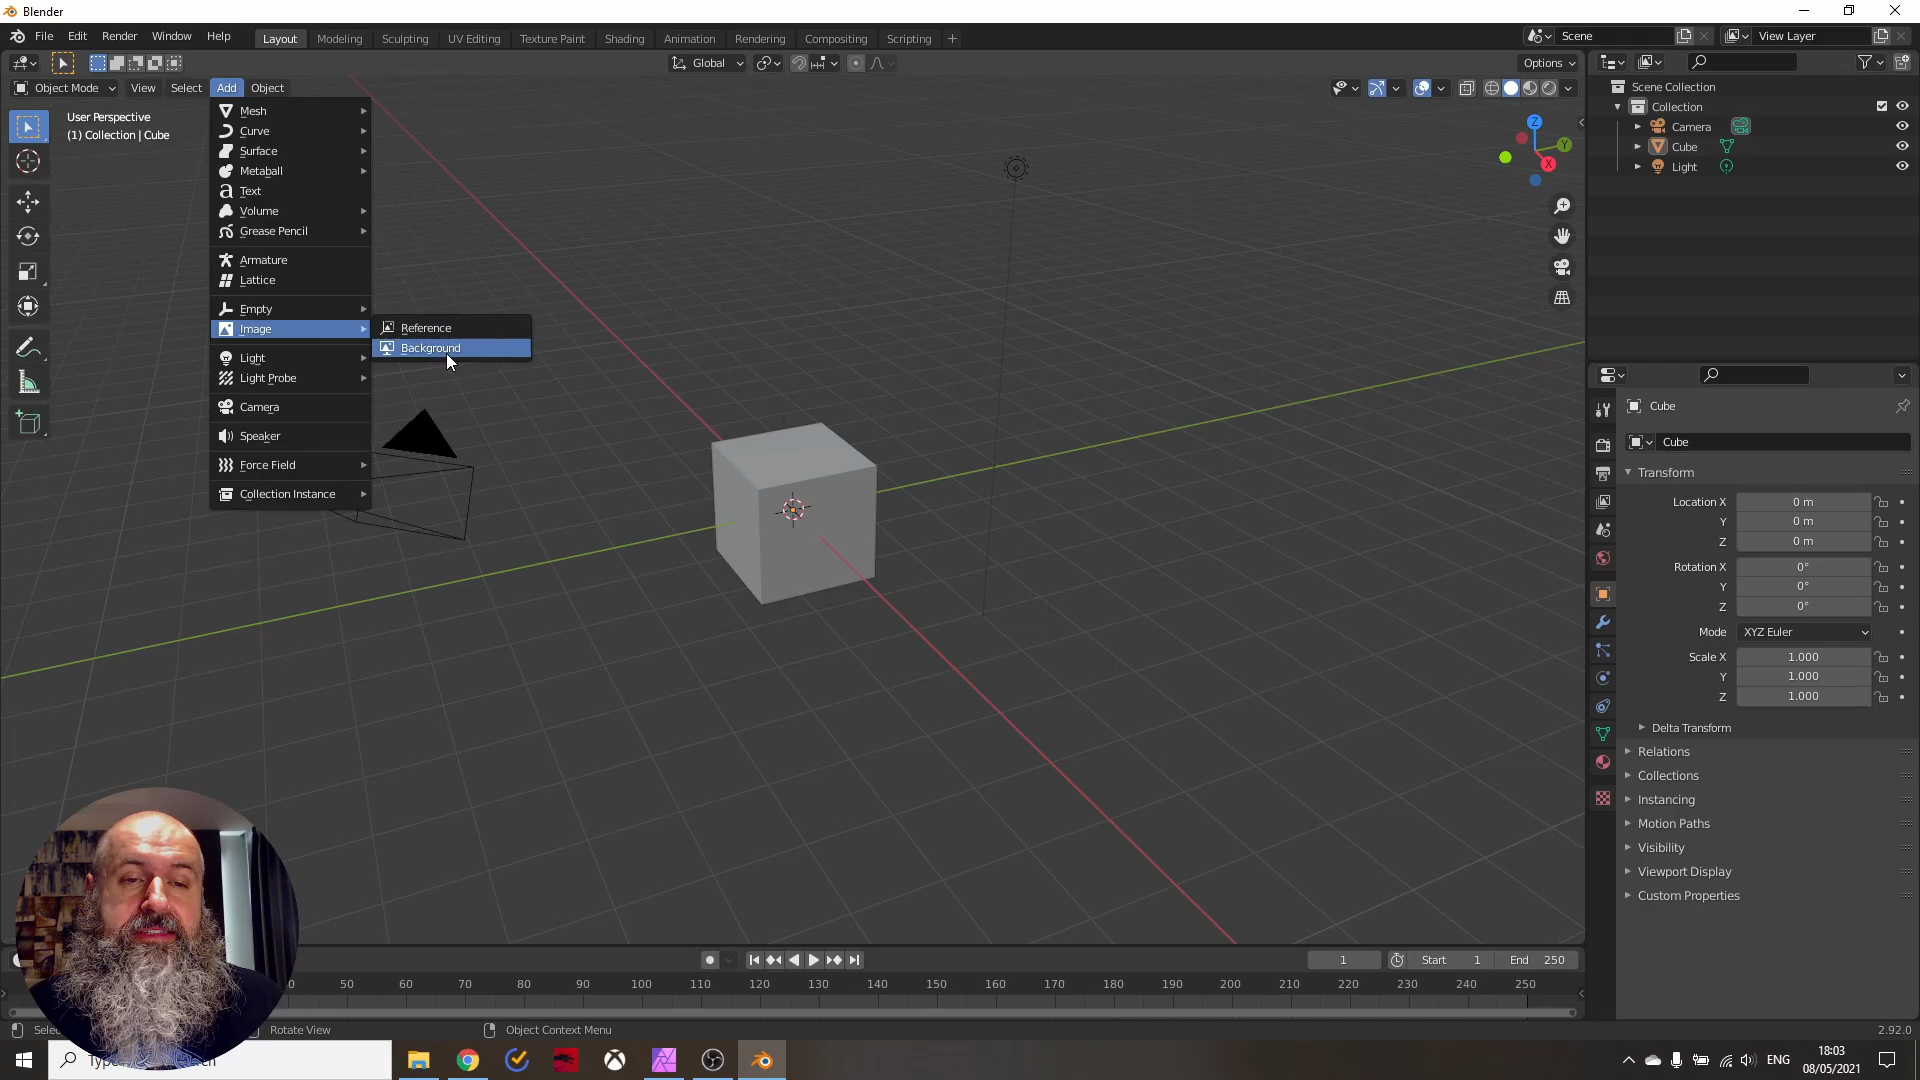 Blender
File Edit Render Window Help
Layout Modeling Sculpting UV Editing Texture Paint Shading Animation Rendering Compositing Scripting +
Scene
View Layer
Global
Options
Object Mode View Select Add Object
User Perspective
(1) Collection | Cube
Mesh
Curve
Surface
Metaball
Text
Volume
Grease Pencil
Armature
Lattice
Empty
Image
Light
Light Probe
Camera
Speaker
Force Field
Collection Instance
Reference
Background
Z
Y
X
Scene Collection
Collection
Camera
Cube
Light
Cube
Cube
Transform
Location X 0 m
Y 0 m
Z 0 m
Rotation X 0°
Y 0°
Z 0°
Mode XYZ Euler
Scale X 1.000
Y 1.000
Z 1.000
Delta Transform
Relations
Collections
Instancing
Motion Paths
Visibility
Viewport Display
Custom Properties
1 Start 1 End 250
50 60 70 80 90 100 110 120 130 140 150 160 170 180 190 200 210 220 230 240 250
Rotate View Object Context Menu
2.92.0
ENG
18:03
08/05/2021